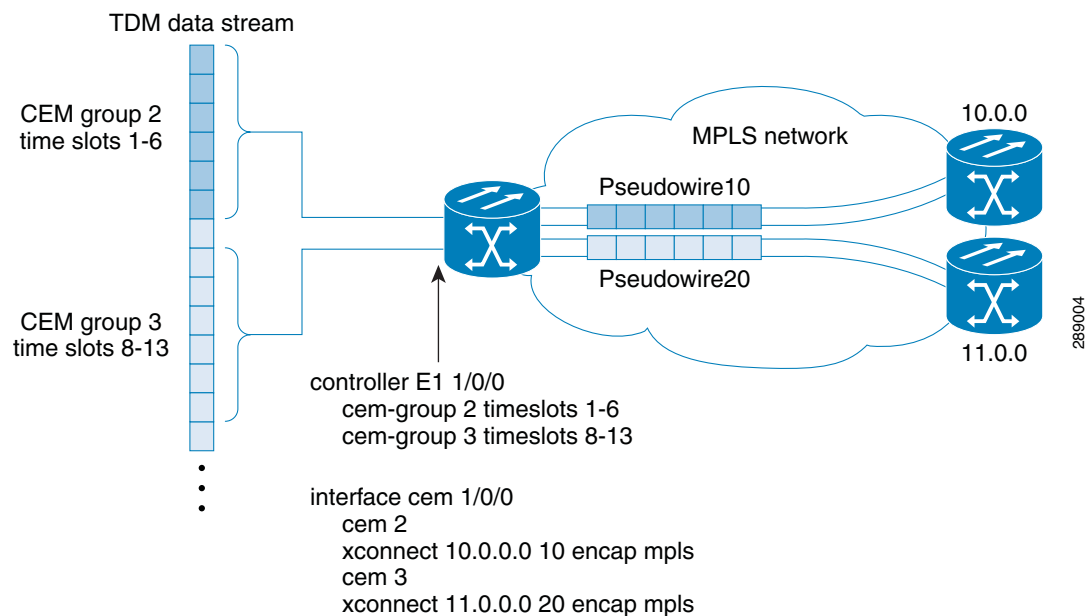 TDM data stream
CEM group 2
time slots 1-6
CEM group 3
time slots 8-13
MPLS network
10.0.0
Pseudowire10
Pseudowire20
11.0.0
controller E1 1/0/0
cem-group 2 timeslots 1-6
cem-group 3 timeslots 8-13
interface cem 1/0/0
cem 2
xconnect 10.0.0.0 10 encap mpls
cem 3
xconnect 11.0.0.0 20 encap mpls
289004